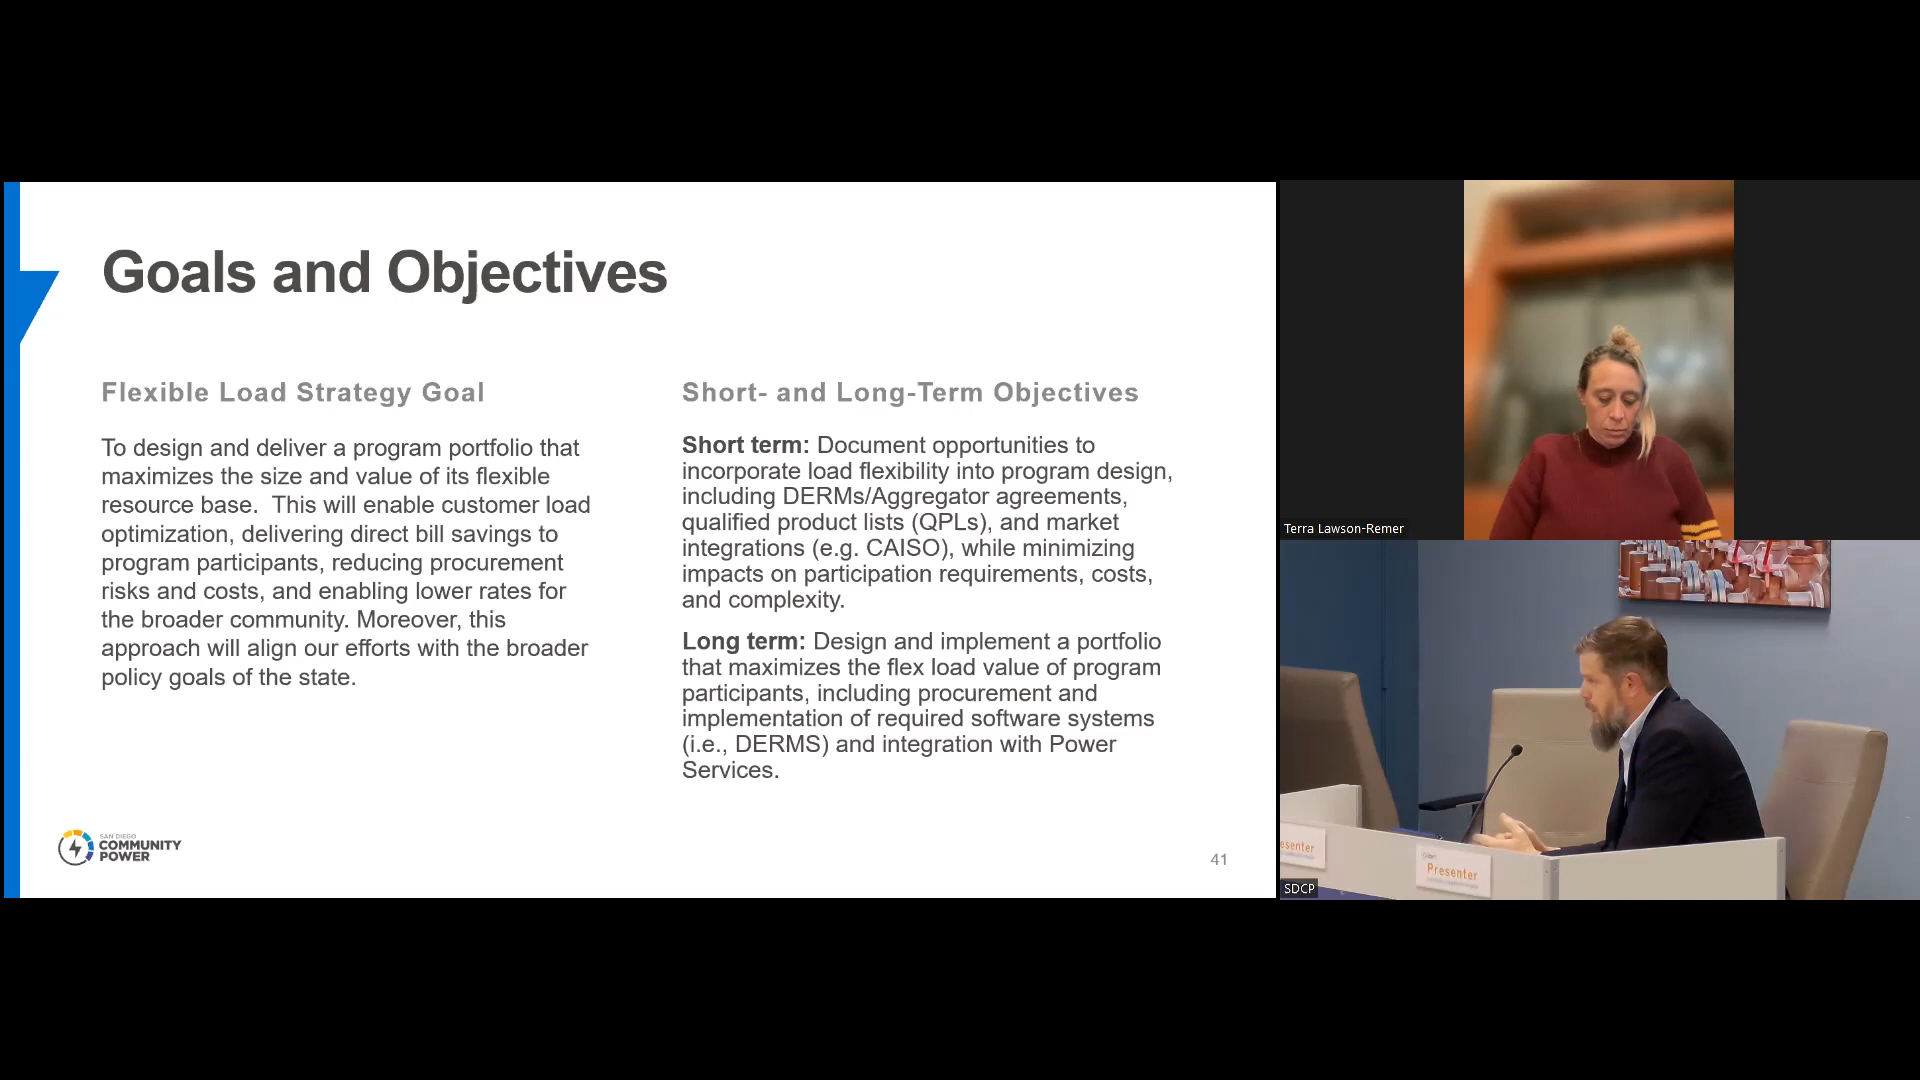 Goals and Objectives
Flexible Load Strategy Goal
To design and deliver a program portfolio that
maximizes the size and value of its flexible
resource base.  This will enable customer load
optimization, delivering direct bill savings to
program participants, reducing procurement
risks and costs, and enabling lower rates for
the broader community. Moreover, this
approach will align our efforts with the broader
policy goals of the state.
Short- and Long-Term Objectives
Short term: Document opportunities to
incorporate load flexibility into program design,
including DERMs/Aggregator agreements,
qualified product lists (QPLs), and market
integrations (e.g. CAISO), while minimizing
impacts on participation requirements, costs,
and complexity.
Long term: Design and implement a portfolio
that maximizes the flex load value of program
participants, including procurement and
implementation of required software systems
(i.e., DERMS) and integration with Power
Services.
SAN DIEGO
COMMUNITY
POWER
41
Terra Lawson-Remer
esenter
Presenter
SDCP